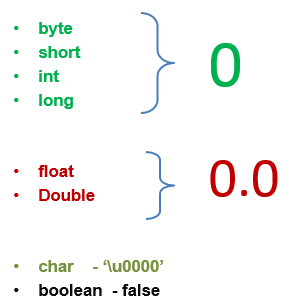 • byte
• short
• int
• long
0
• float
• Double
0.0
• char - ‘\u0000’
• boolean - false